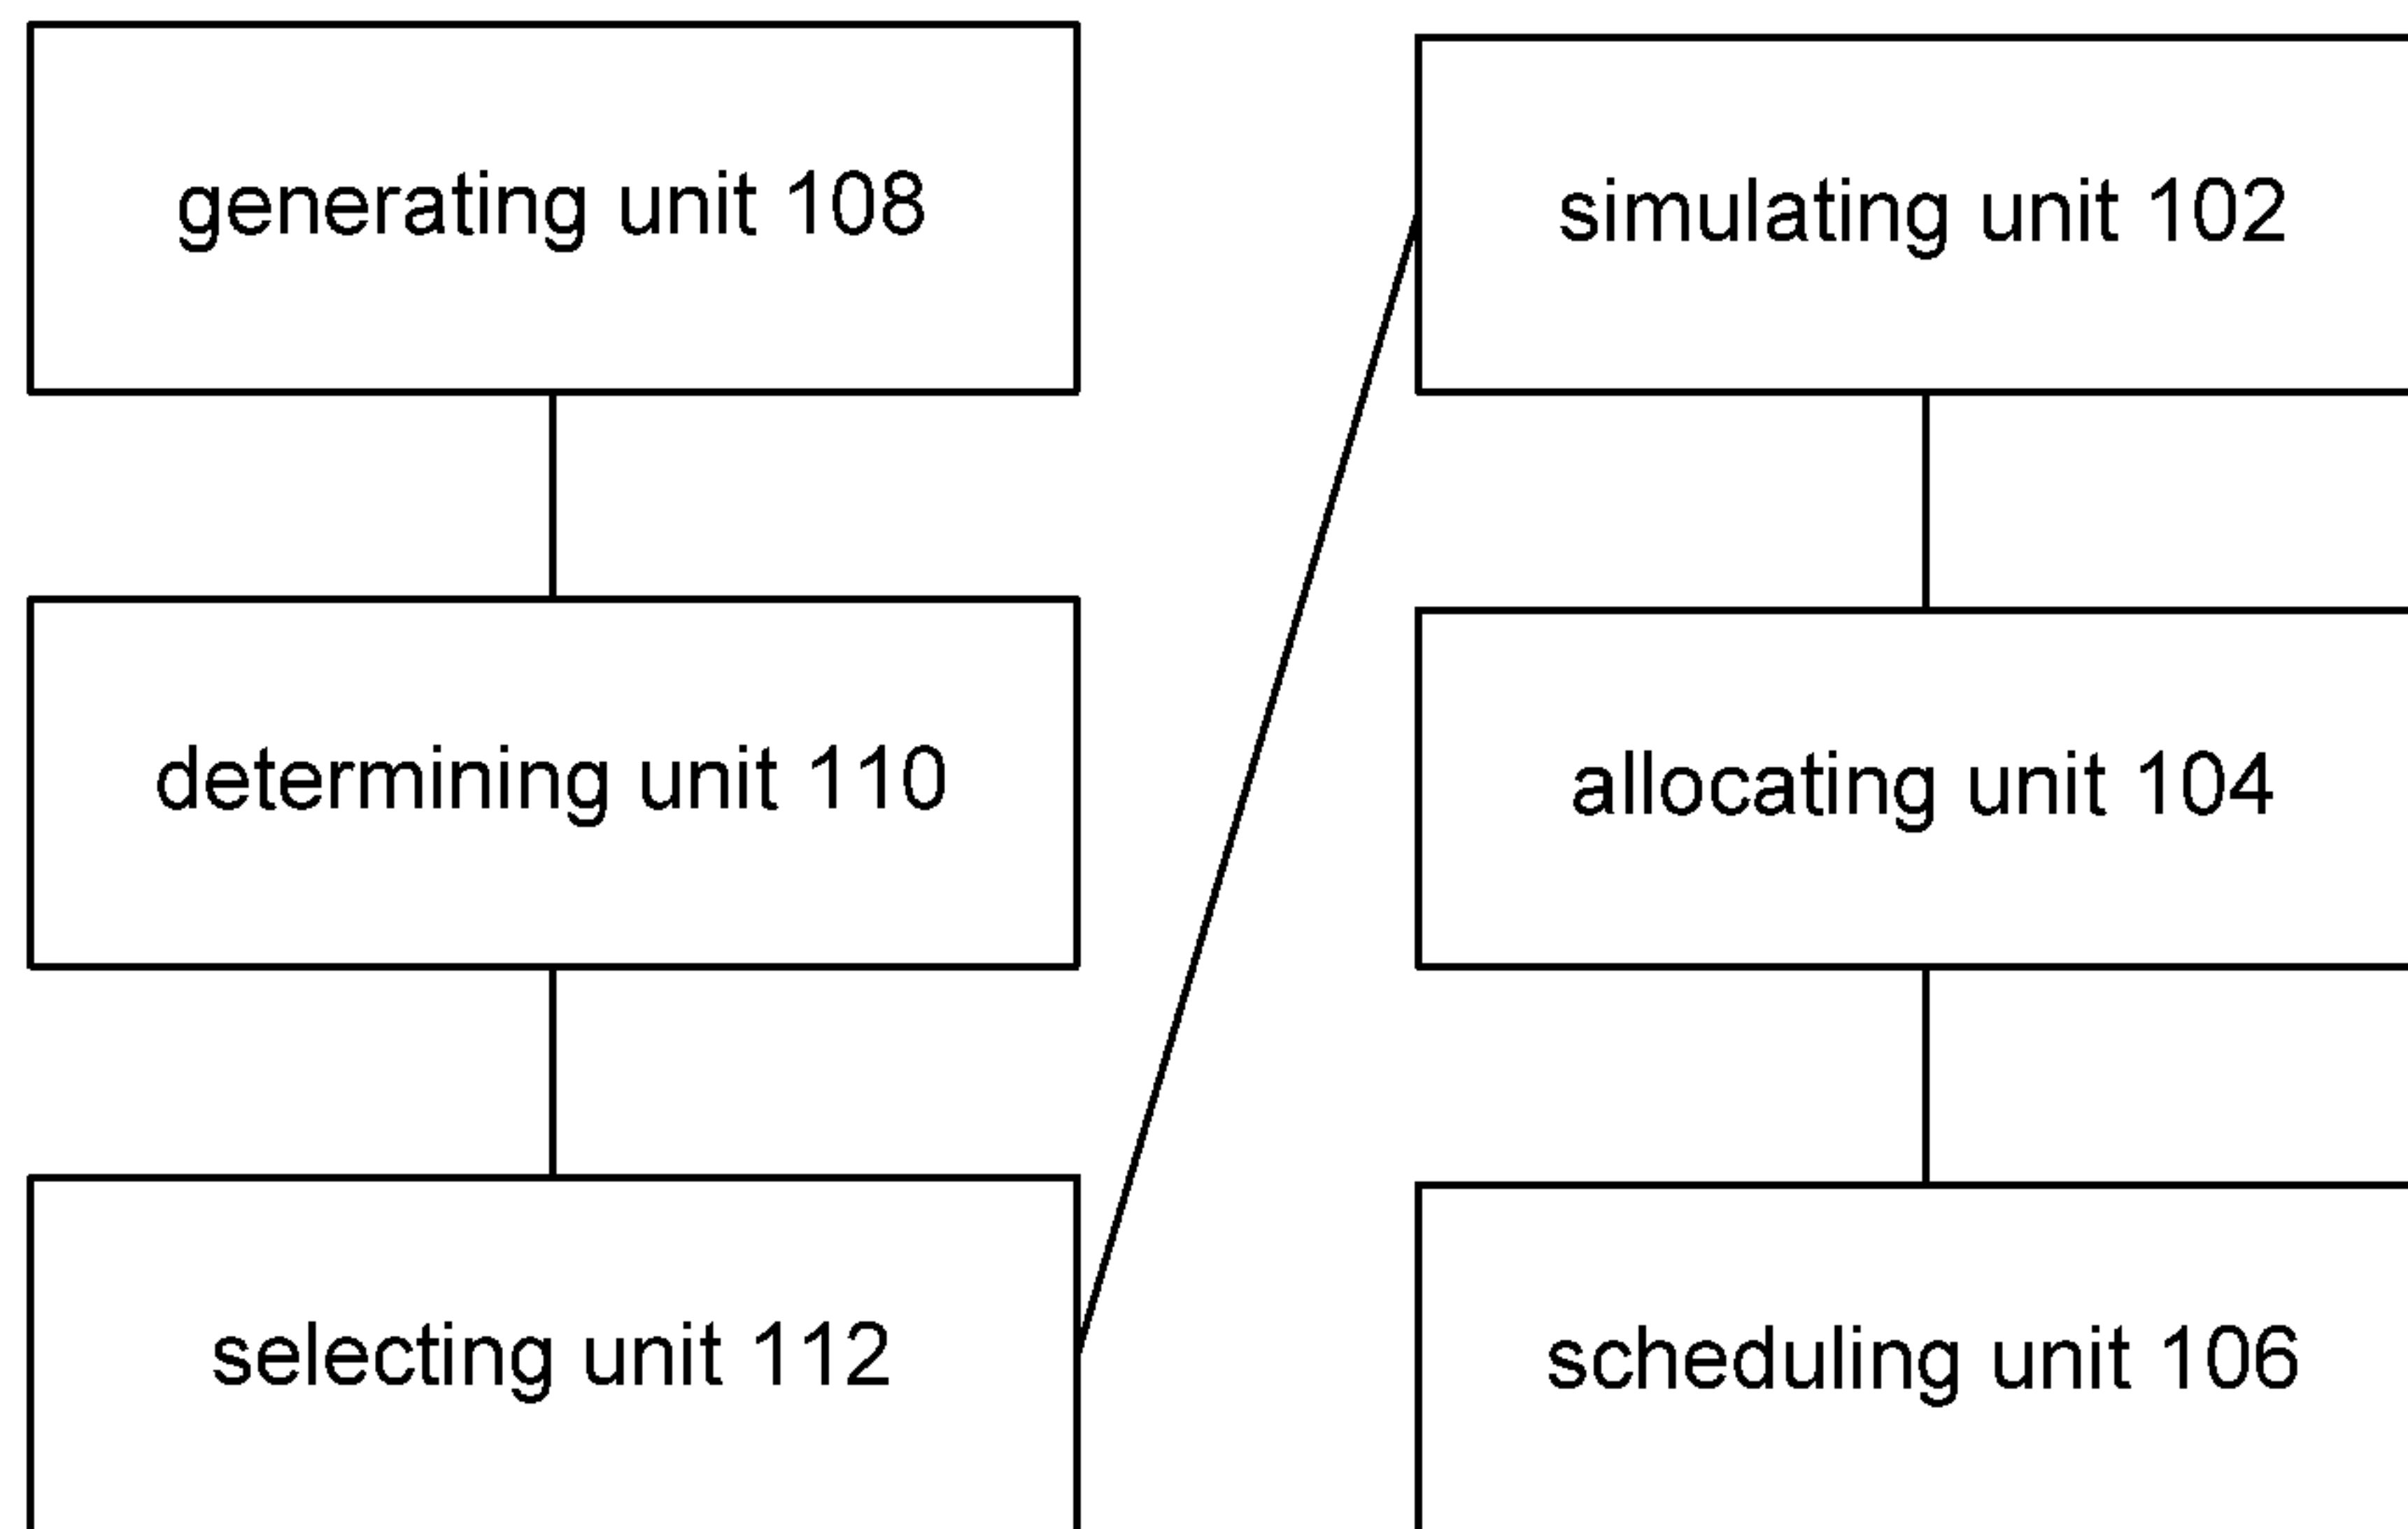 generating unit 108
determining unit 110
selecting unit 112
simulating unit 102
allocating unit 104
scheduling unit 106